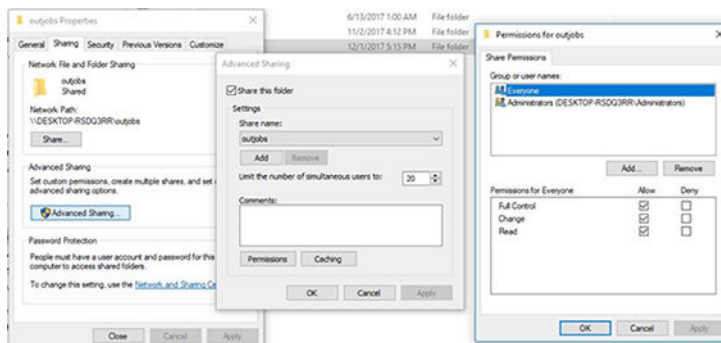 6/13/2017 1:00 AM File folder
11/2/2017 4:12 PM File folder
12/1/2017 5:15 PM File folder
outjobs Properties
General Sharing Security Previous Versions Customize
Network File and Folder Sharing
outjobs
Shared
Network Path:
\\DESKTOP-RSDQ3RR\outjobs
Share...
Advanced Sharing
Set custom permissions, create multiple shares, and set
advanced sharing options.
Advanced Sharing...
Password Protection
People must have a user account and password for this
computer to access shared folders.
To change this setting, use the Network and Sharing Ce
Close Cancel Apply
Advanced Sharing
Share this folder
Settings
Share name:
outjobs
Add Remove
Limit the number of simultaneous users to: 20
Comments:
Permissions Caching
OK Cancel Apply
Permissions for outjobs
Share Permissions
Group or user names:
Everyone
Administrators (DESKTOP-RSDQ3RR\Administrators)
Add... Remove
Permissions for Everyone Allow Deny
Full Control
Change
Read
OK Cancel Apply